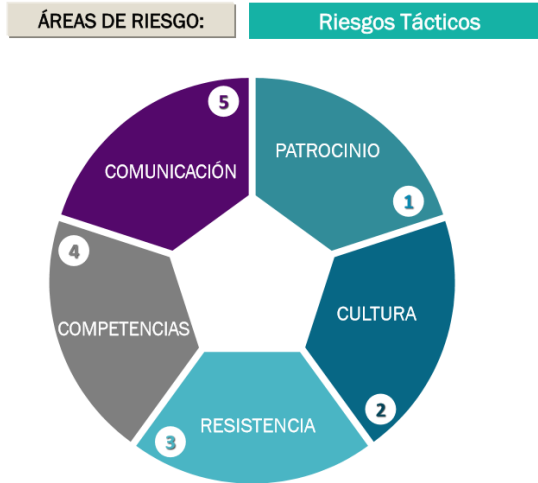 ÁREAS DE RIESGO:
Riesgos Tácticos
PATROCINIO
1
CULTURA
2
RESISTENCIA
3
COMPETENCIAS
4
COMUNICACIÓN
5